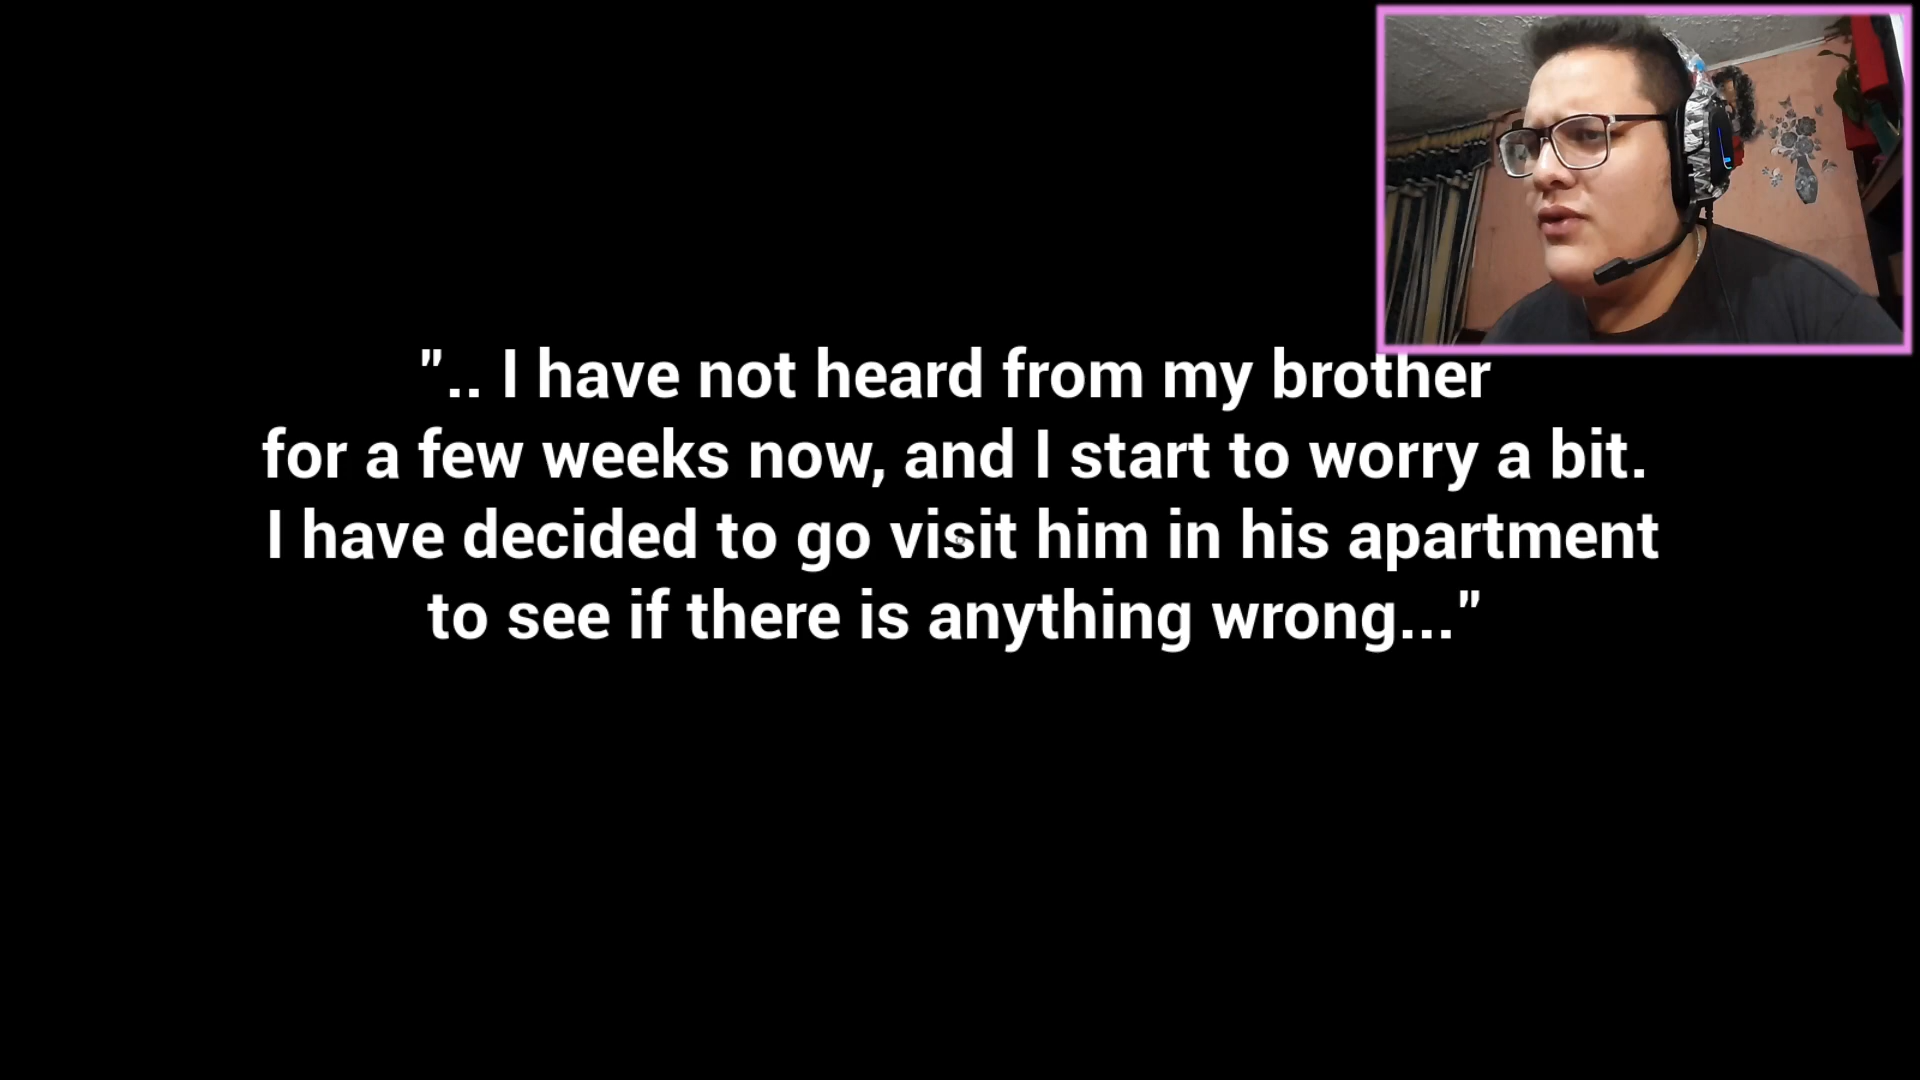 ".. I have not heard from my brother
for a few weeks now, and I start to worry a bit.
I have decided to go visit him in his apartment
to see if there is anything wrong..."